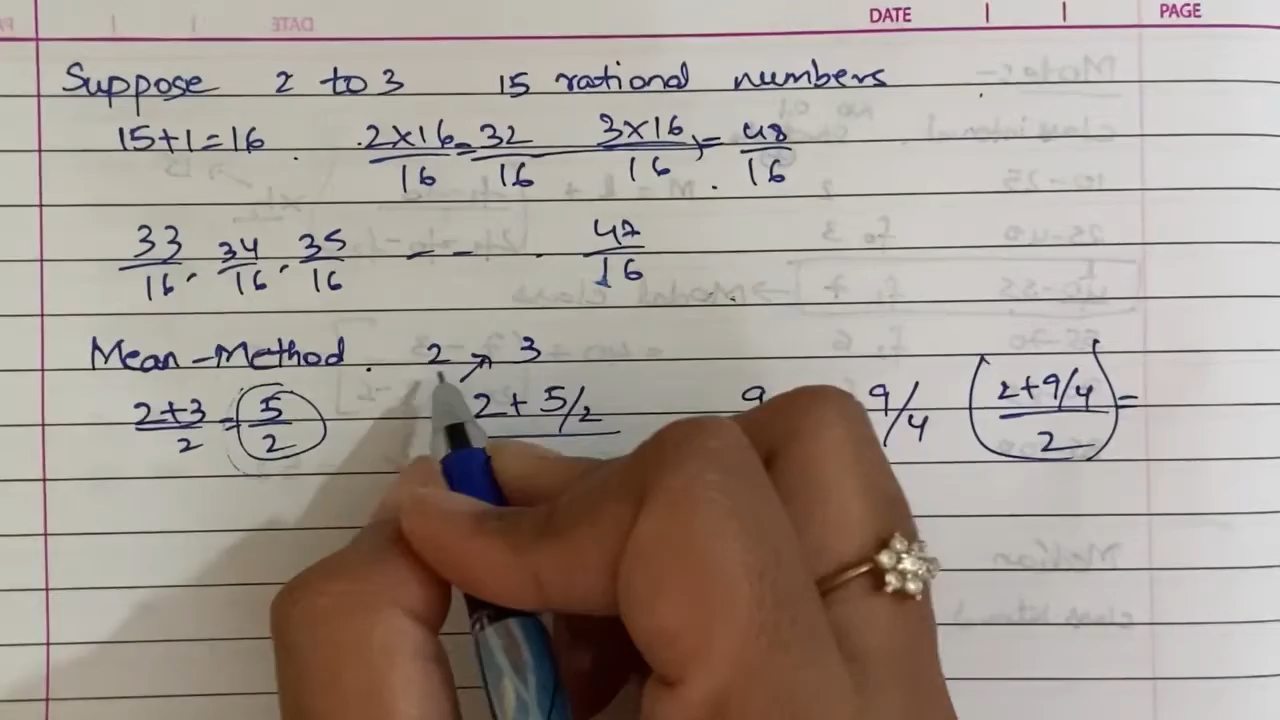 DATE PAGE
Suppose 2 to 3 15 rational numbers
15+1=16 . 2×16/16 = 32/16 3×16/16 , = 48/16
33/16 , 34/16 , 35/16 - - . 47/16
Mean-Method . 2 ↗ 3
2+3/2 = 5/2 2+5/2 9 9/4 (2+9/4 / 2) =